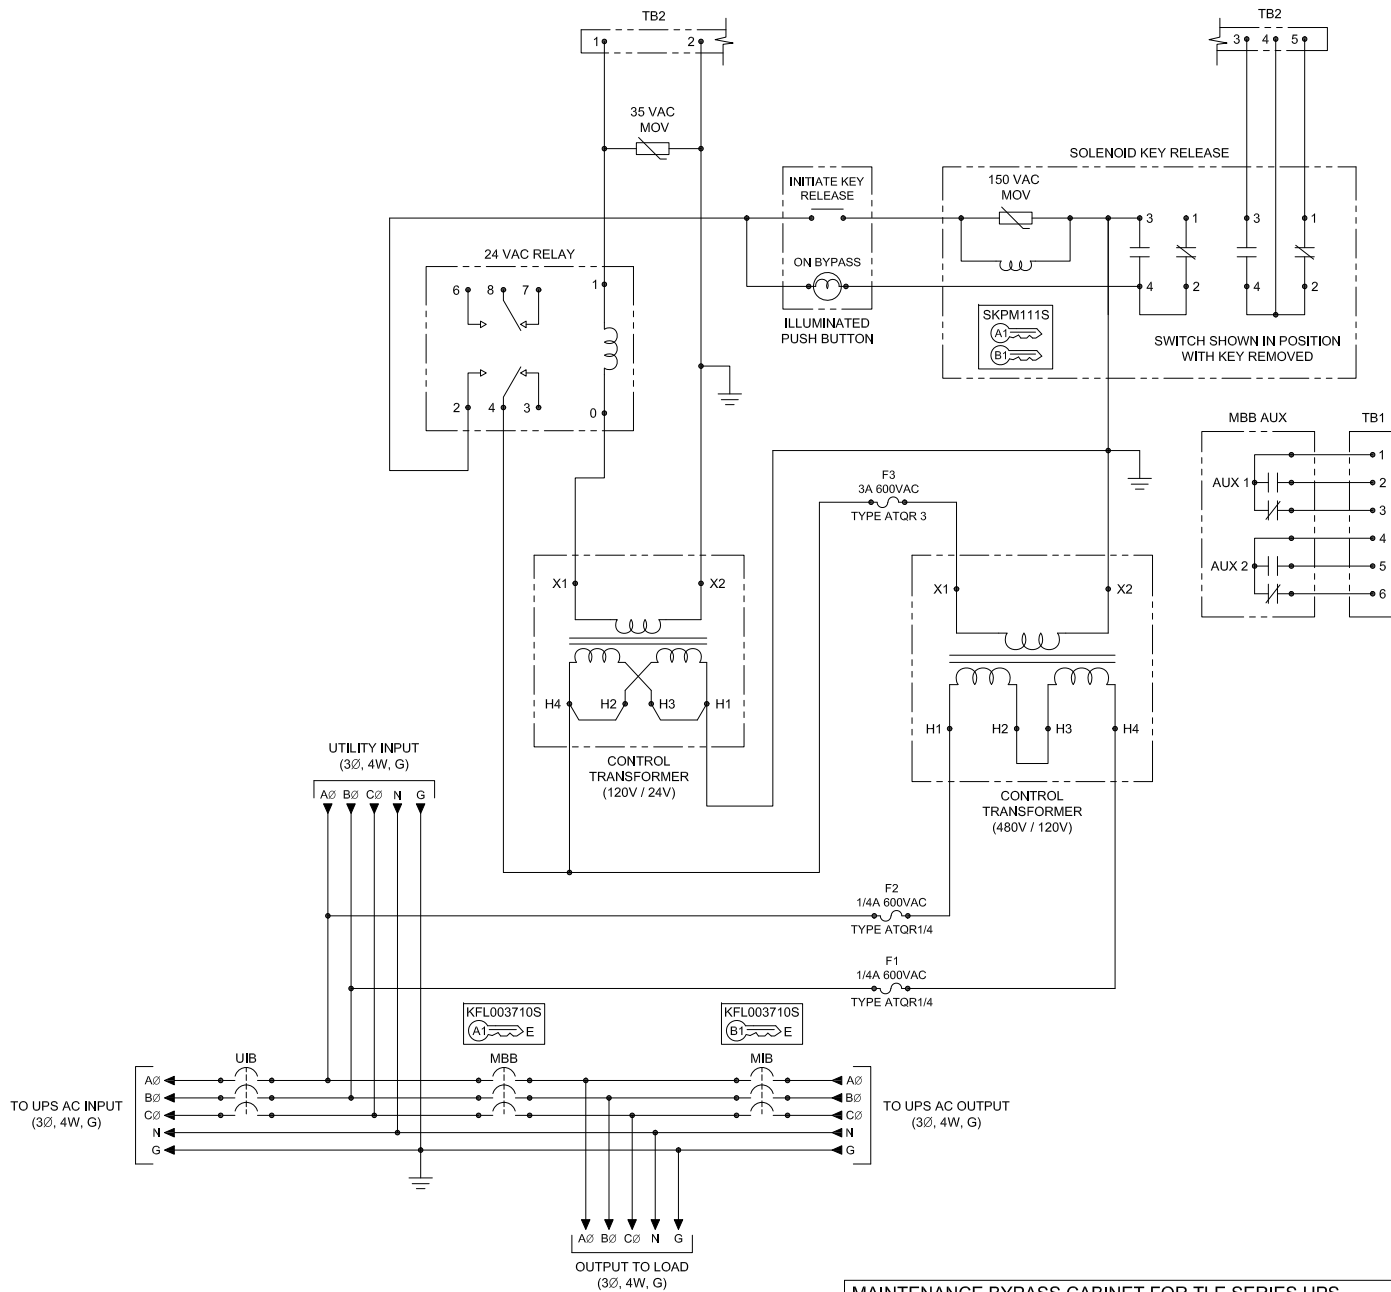 TB2
1
2
TB2
3
4
5
35 VAC
MOV
SOLENOID KEY RELEASE
INITIATE KEY
RELEASE
150 VAC
MOV
3
1
3
1
24 VAC RELAY
ON BYPASS
6
8
7
1
4
2
4
2
ILLUMINATED
PUSH BUTTON
SKPM111S
A1
B1
SWITCH SHOWN IN POSITION
WITH KEY REMOVED
2
4
3
0
MBB AUX
TB1
1
AUX 1
2
3
4
AUX 2
5
6
F3
3A 600VAC
TYPE ATQR 3
X1
X2
X1
X2
H4
H2
H3
H1
H1
H2
H3
H4
CONTROL
TRANSFORMER
(120V / 24V)
CONTROL
TRANSFORMER
(480V / 120V)
UTILITY INPUT
(3Ø, 4W, G)
AØ BØ CØ N G
F2
1/4A 600VAC
TYPE ATQR1/4
F1
1/4A 600VAC
TYPE ATQR1/4
KFL003710S
A1 E
KFL003710S
B1 E
UIB
MBB
MIB
TO UPS AC INPUT
(3Ø, 4W, G)
AØ
BØ
CØ
N
G
AØ
BØ
CØ
N
G
TO UPS AC OUTPUT
(3Ø, 4W, G)
AØ BØ CØ N G
OUTPUT TO LOAD
(3Ø, 4W, G)